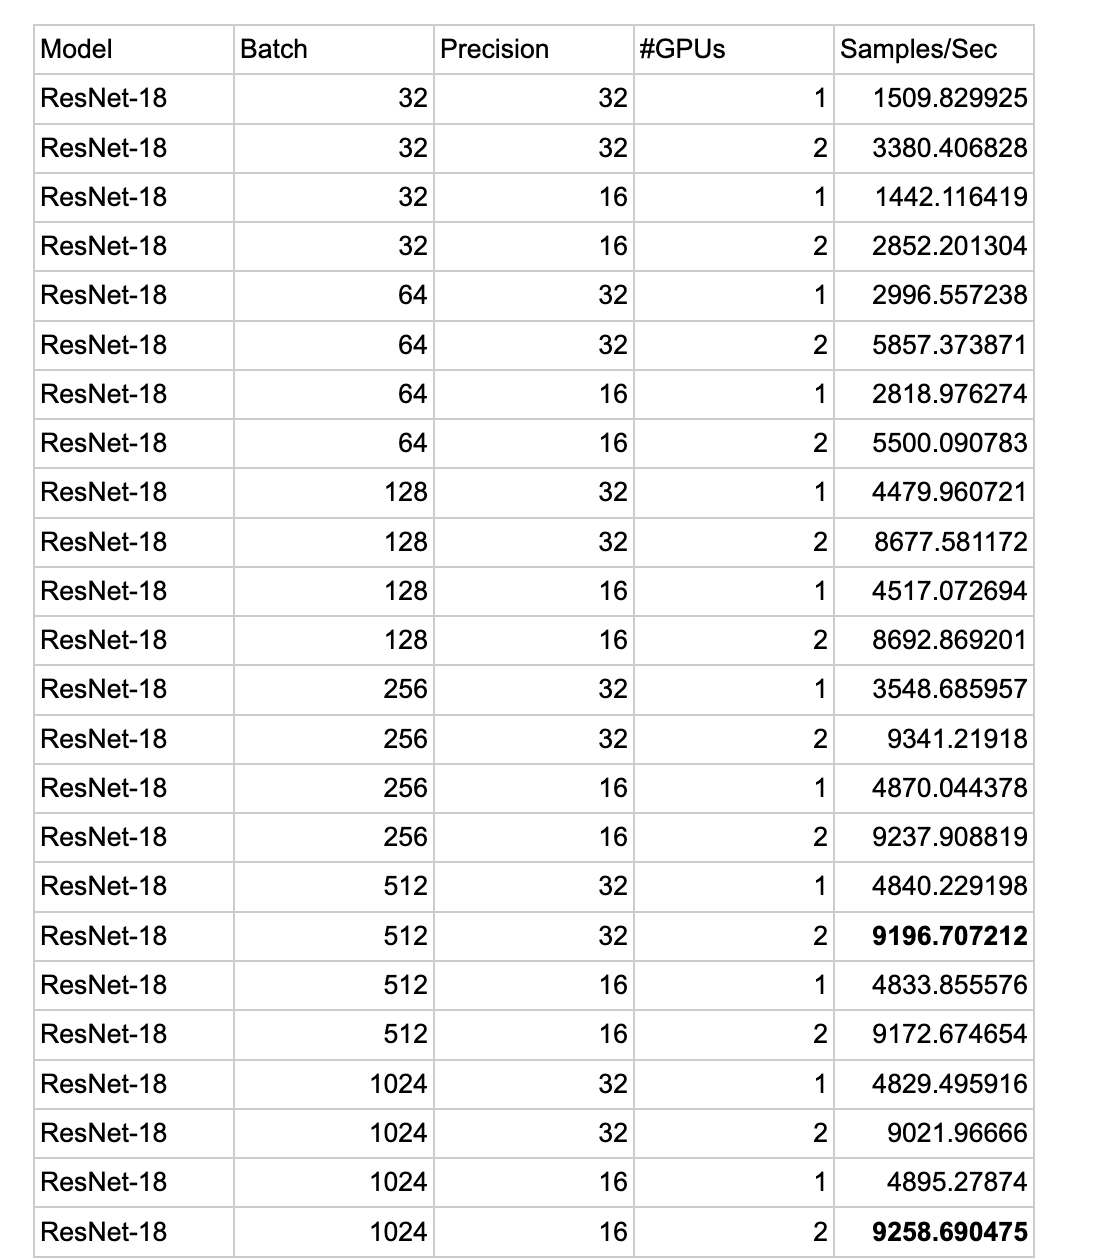 Model Batch Precision #GPUs Samples/Sec
ResNet-18 32 32 1 1509.829925
ResNet-18 32 32 2 3380.406828
ResNet-18 32 16 1 1442.116419
ResNet-18 32 16 2 2852.201304
ResNet-18 64 32 1 2996.557238
ResNet-18 64 32 2 5857.373871
ResNet-18 64 16 1 2818.976274
ResNet-18 64 16 2 5500.090783
ResNet-18 128 32 1 4479.960721
ResNet-18 128 32 2 8677.581172
ResNet-18 128 16 1 4517.072694
ResNet-18 128 16 2 8692.869201
ResNet-18 256 32 1 3548.685957
ResNet-18 256 32 2 9341.21918
ResNet-18 256 16 1 4870.044378
ResNet-18 256 16 2 9237.908819
ResNet-18 512 32 1 4840.229198
ResNet-18 512 32 2 9196.707212
ResNet-18 512 16 1 4833.855576
ResNet-18 512 16 2 9172.674654
ResNet-18 1024 32 1 4829.495916
ResNet-18 1024 32 2 9021.96666
ResNet-18 1024 16 1 4895.27874
ResNet-18 1024 16 2 9258.690475